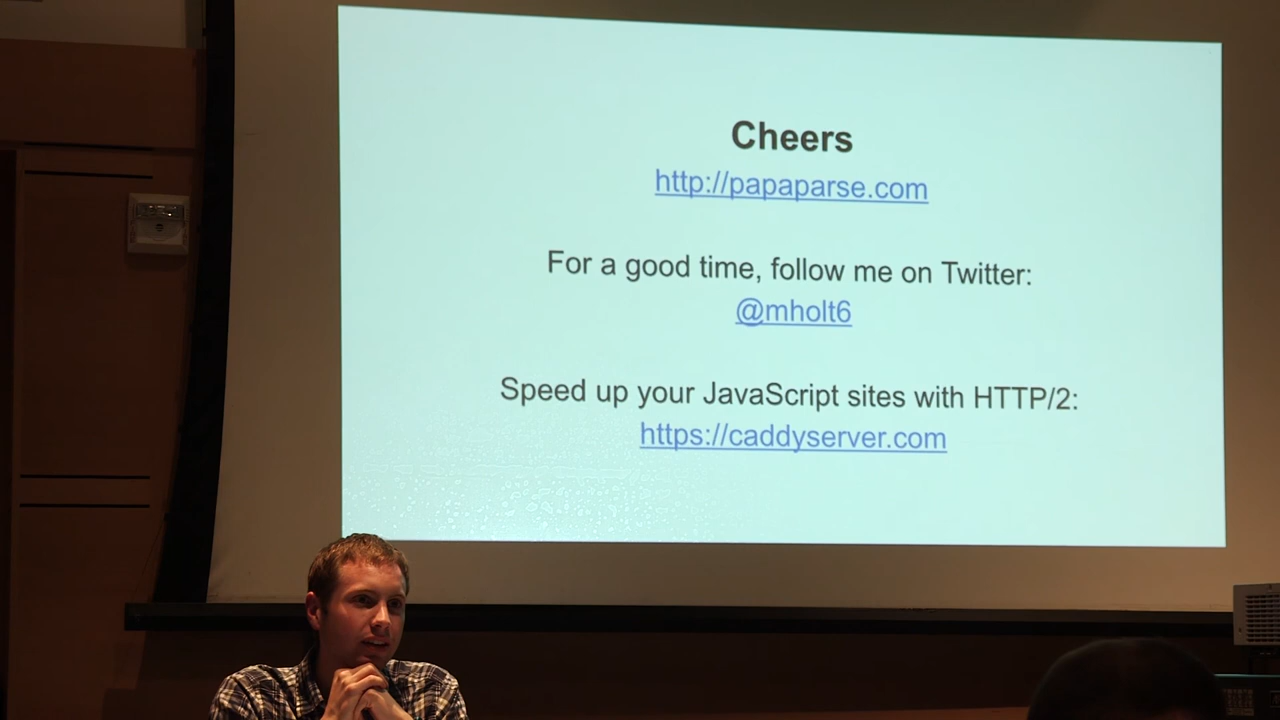 Cheers
http://papaparse.com
For a good time, follow me on Twitter:
@mholt6
Speed up your JavaScript sites with HTTP/2:
https://caddyserver.com